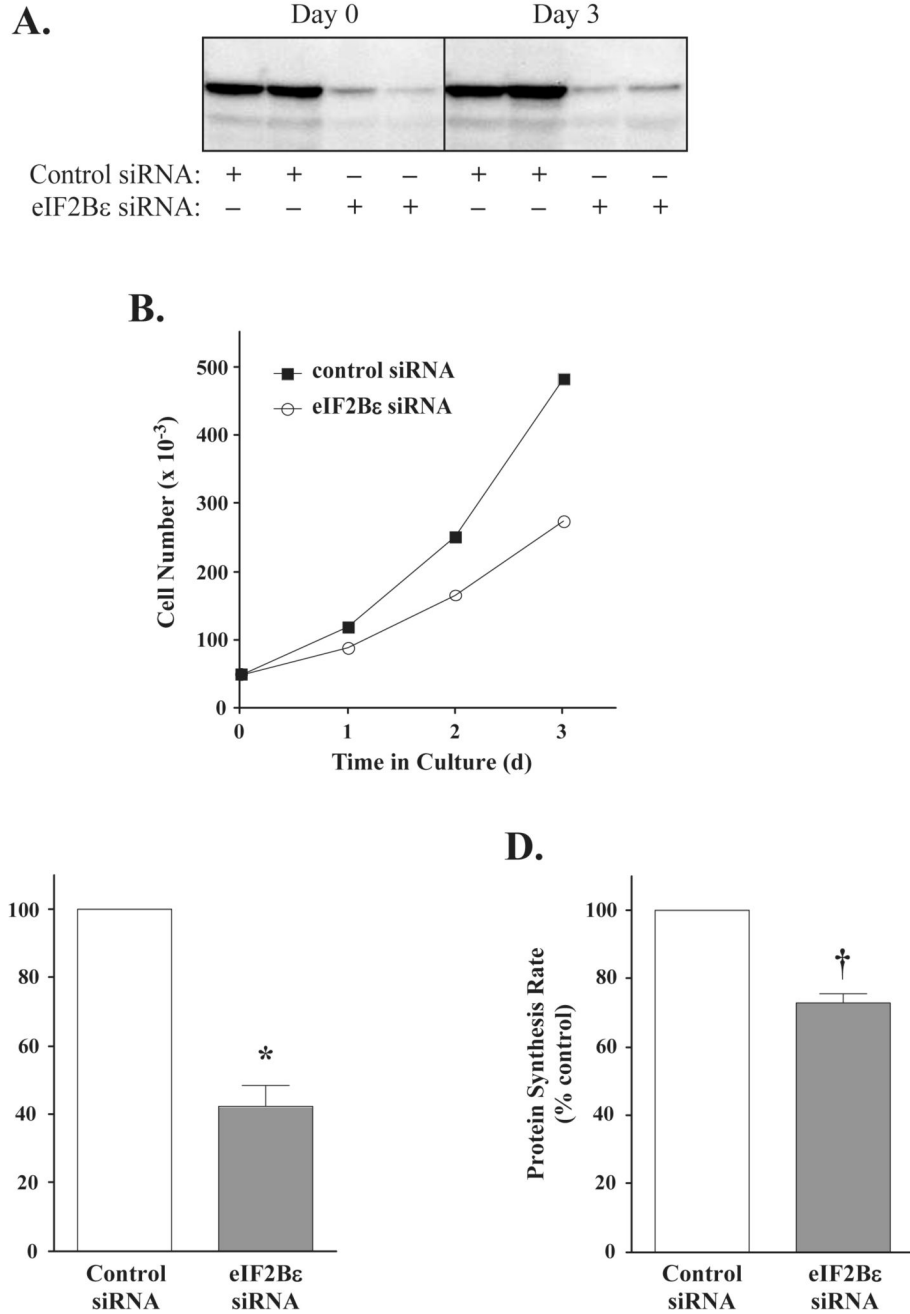 A.
Day 0 Day 3
Control siRNA: + + – – + + – –
eIF2Bε siRNA: – – + + – – + +
B.
500
400
300
200
100
0
Cell Number (x 10-3)
control siRNA
eIF2Bε siRNA
0 1 2 3
Time in Culture (d)
100
80
60
40
20
0
*
Control siRNA
eIF2Bε siRNA
D.
Protein Synthesis Rate
(% control)
100
80
60
40
20
0
†
Control siRNA
eIF2Bε siRNA